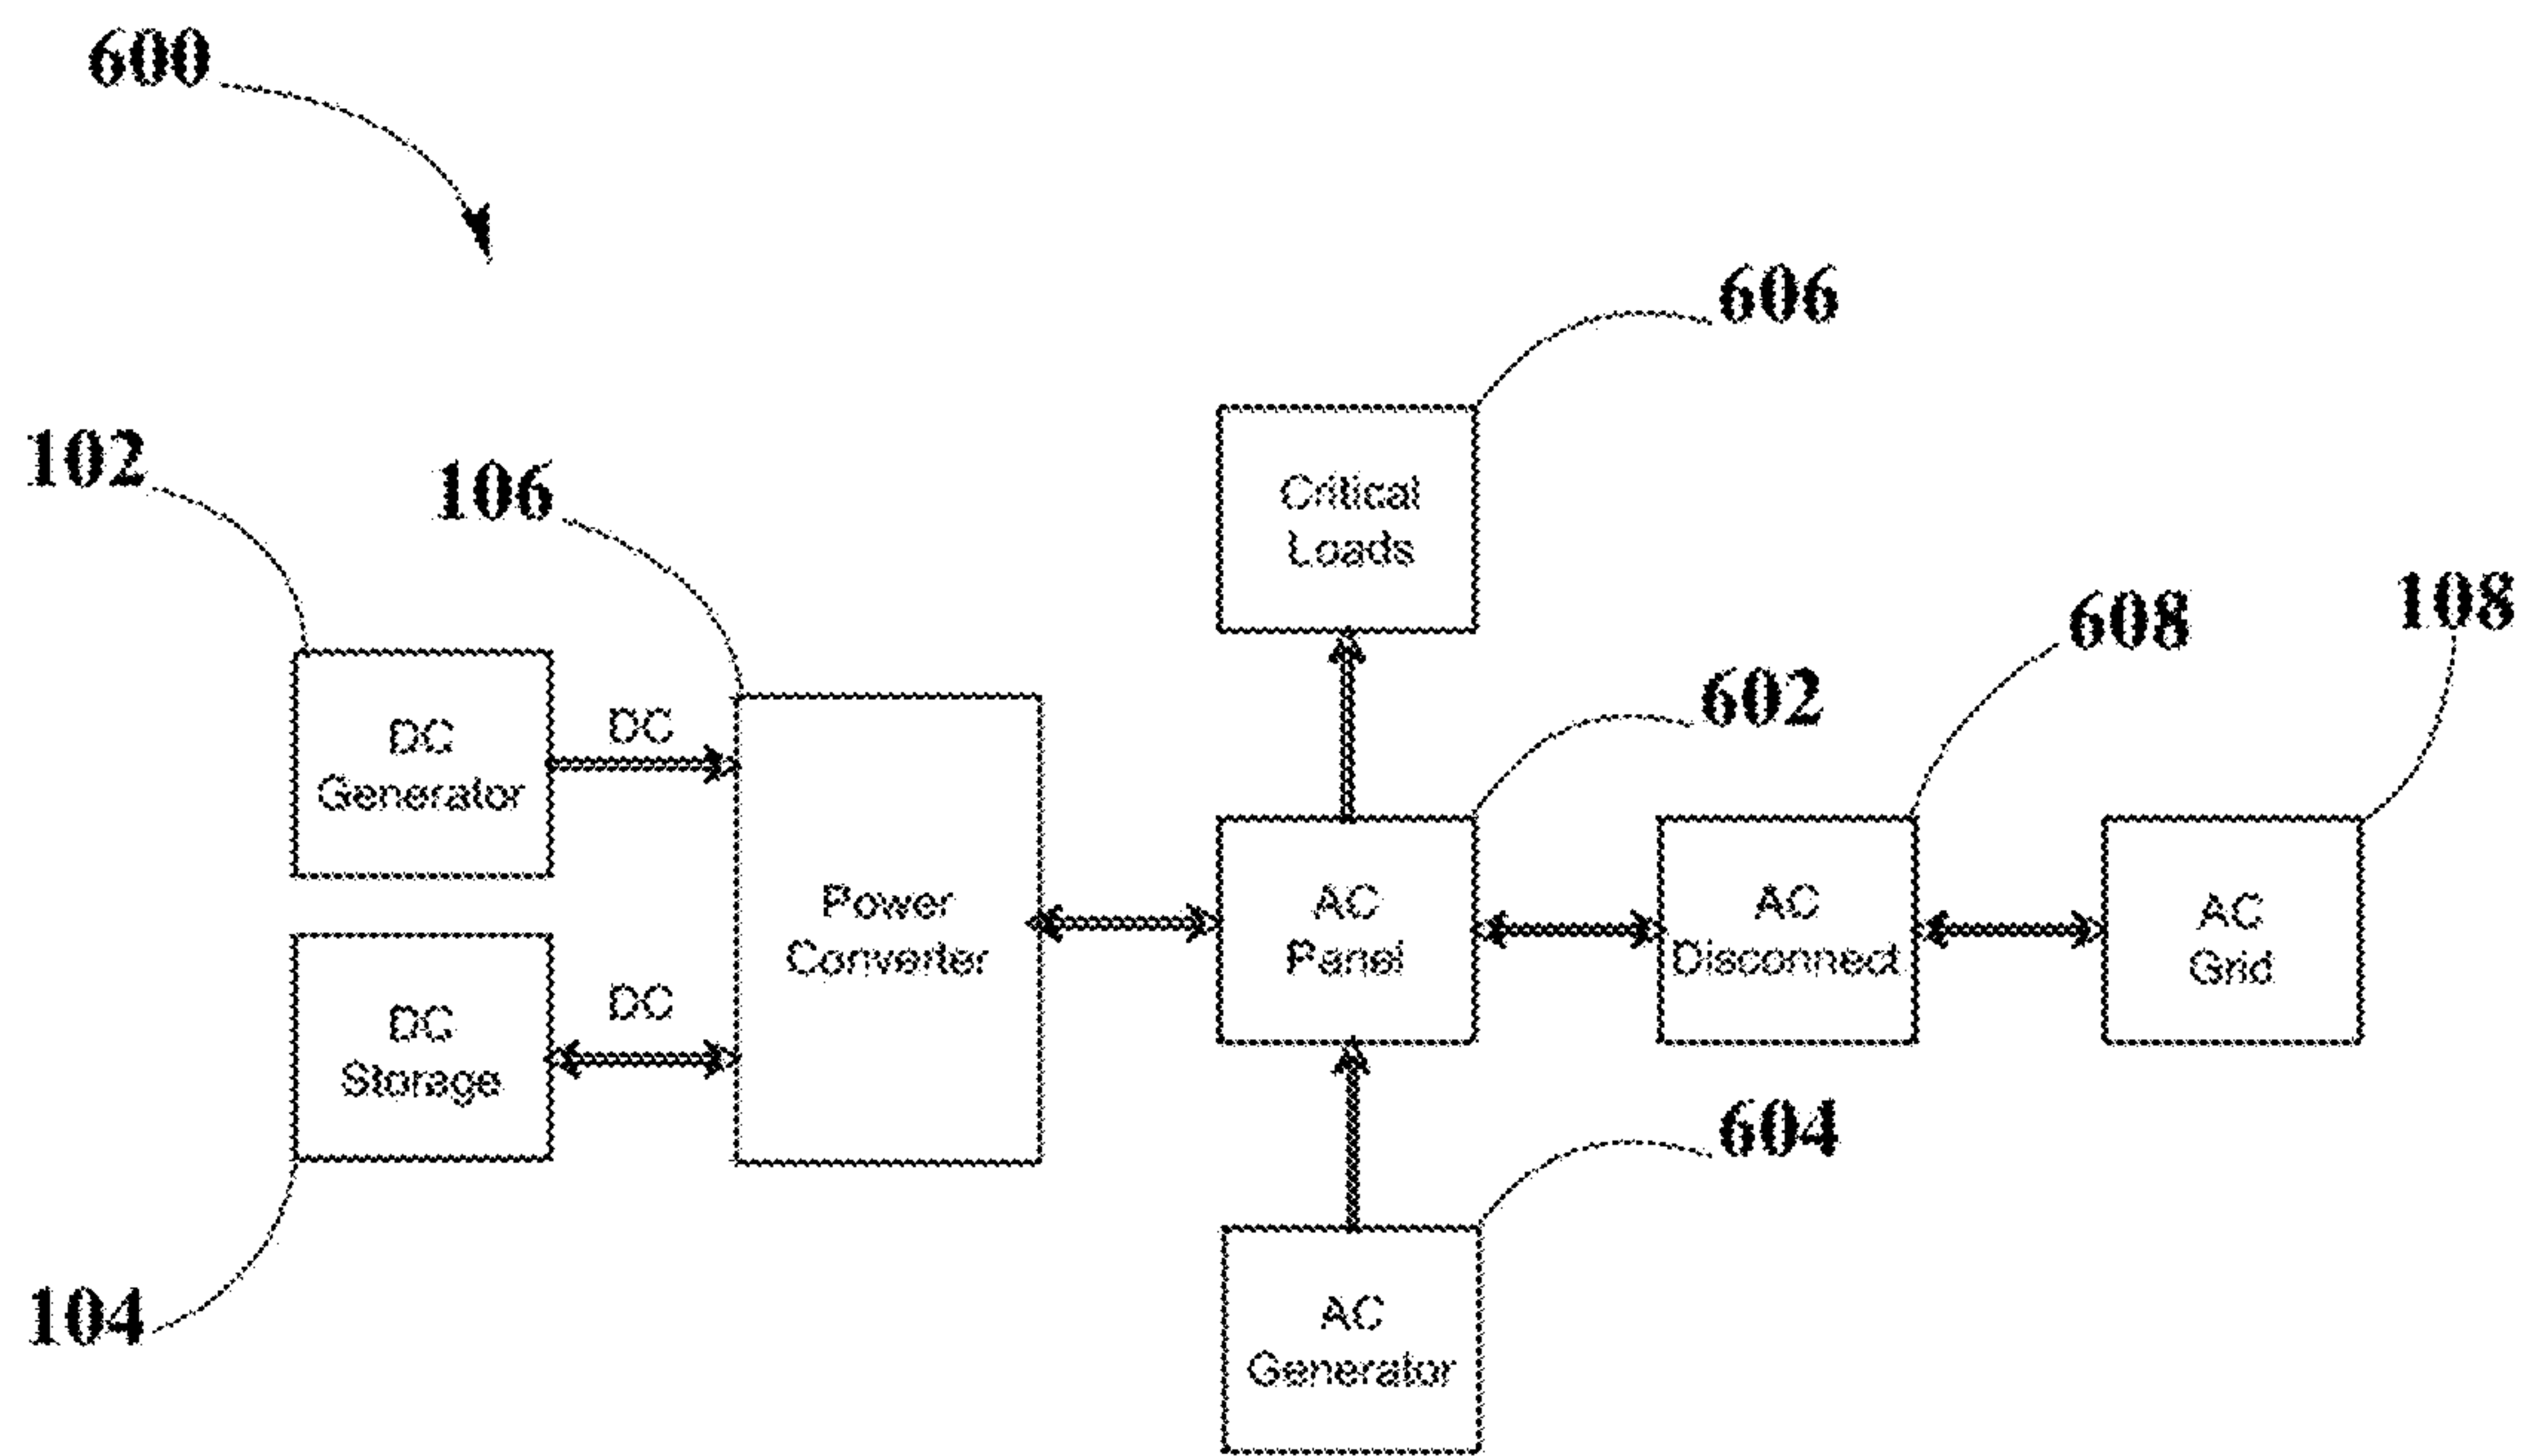 600
606
102
106
Critical
Loads
108
608
602
DC
Generator
DC
Power
Converter
AC
Panel
AC
Disconnect
AC
Grid
DC
Storage
DC
604
104
AC
Generator